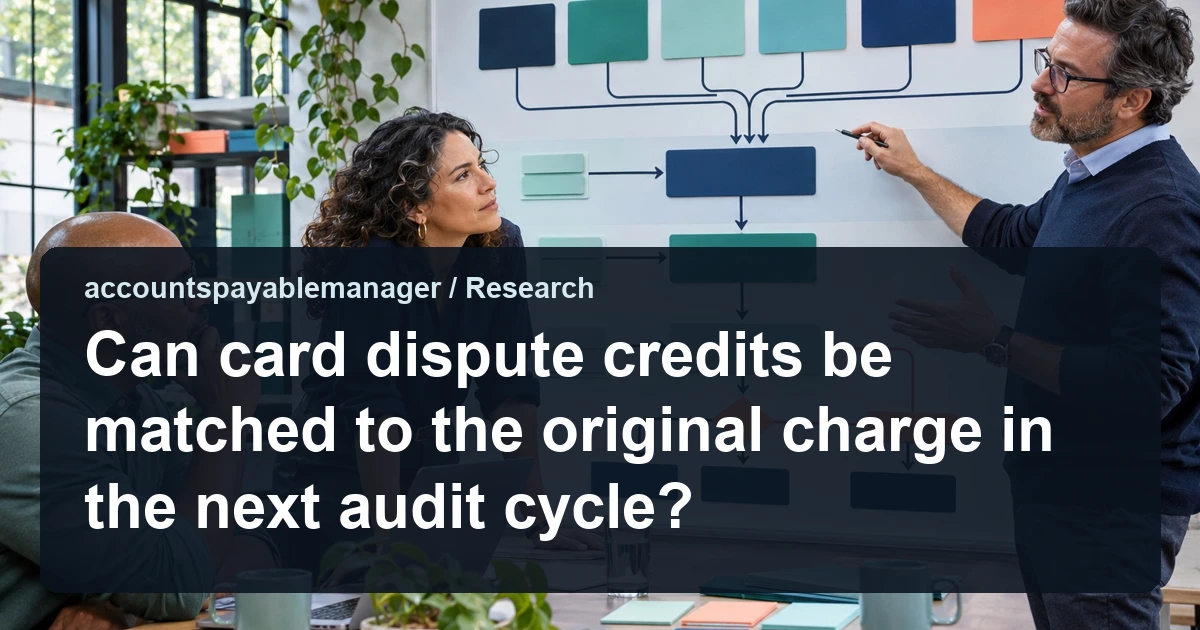 accountspayablemanager / Research
Can card dispute credits be
matched to the original charge in
the next audit cycle?